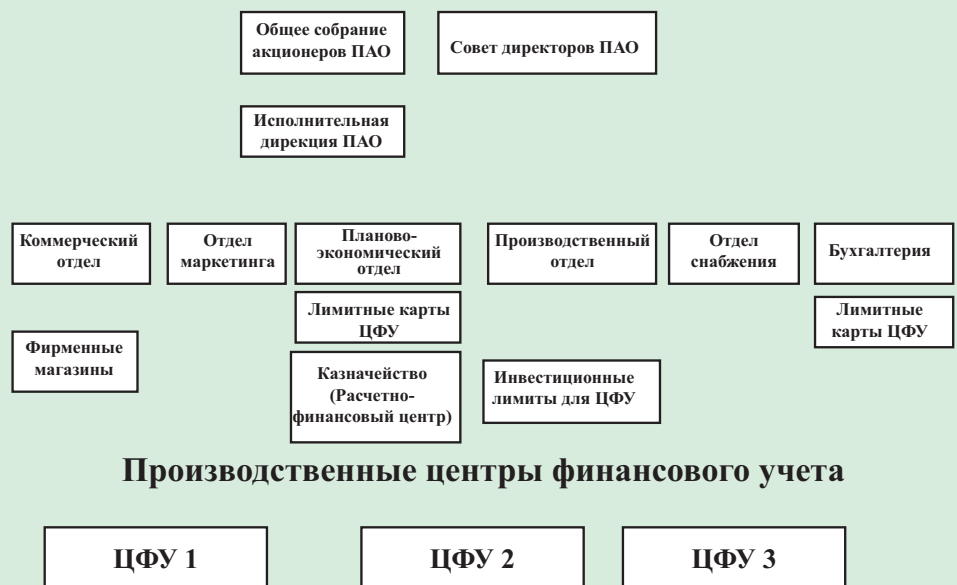 Общее собрание
акционеров ПАО
Совет директоров ПАО
Исполнительная
дирекция ПАО
Коммерческий
отдел
Отдел
маркетинга
Планово-
экономический
отдел
Производственный
отдел
Отдел
снабжения
Бухгалтерия
Лимитные карты
ЦФУ
Лимитные
карты ЦФУ
Фирменные
магазины
Казначейство
(Расчетно-
финансовый центр)
Инвестиционные
лимиты для ЦФУ
Производственные центры финансового учета
ЦФУ 1
ЦФУ 2
ЦФУ 3